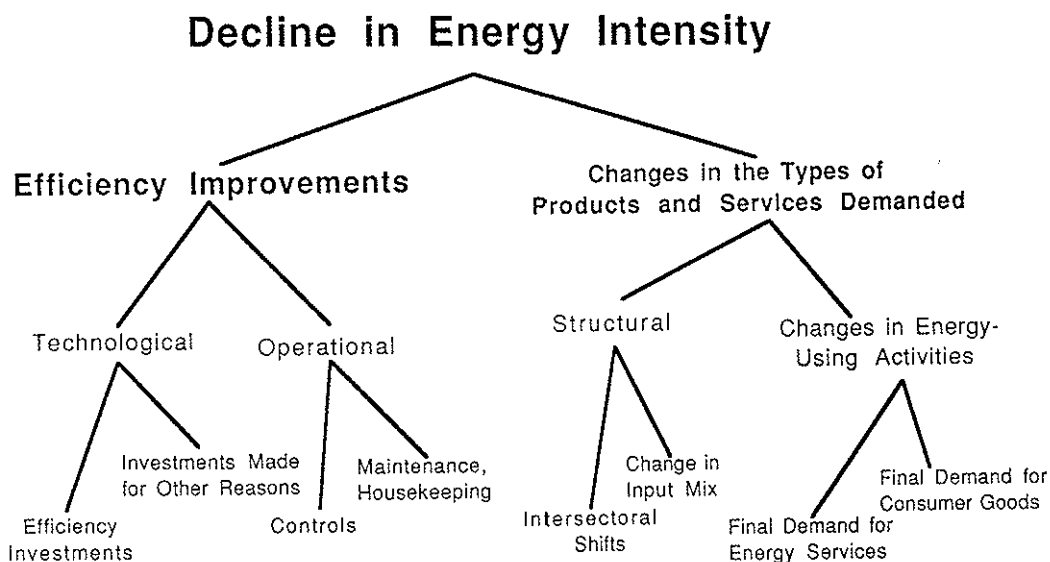 Decline in Energy Intensity
Efficiency Improvements
Changes in the Types of
Products and Services Demanded
Technological
Operational
Structural
Changes in Energy-
Using Activities
Efficiency
Investments
Investments Made
for Other Reasons
Controls
Maintenance,
Housekeeping
Intersectoral
Shifts
Change in
Input Mix
Final Demand for
Energy Services
Final Demand for
Consumer Goods